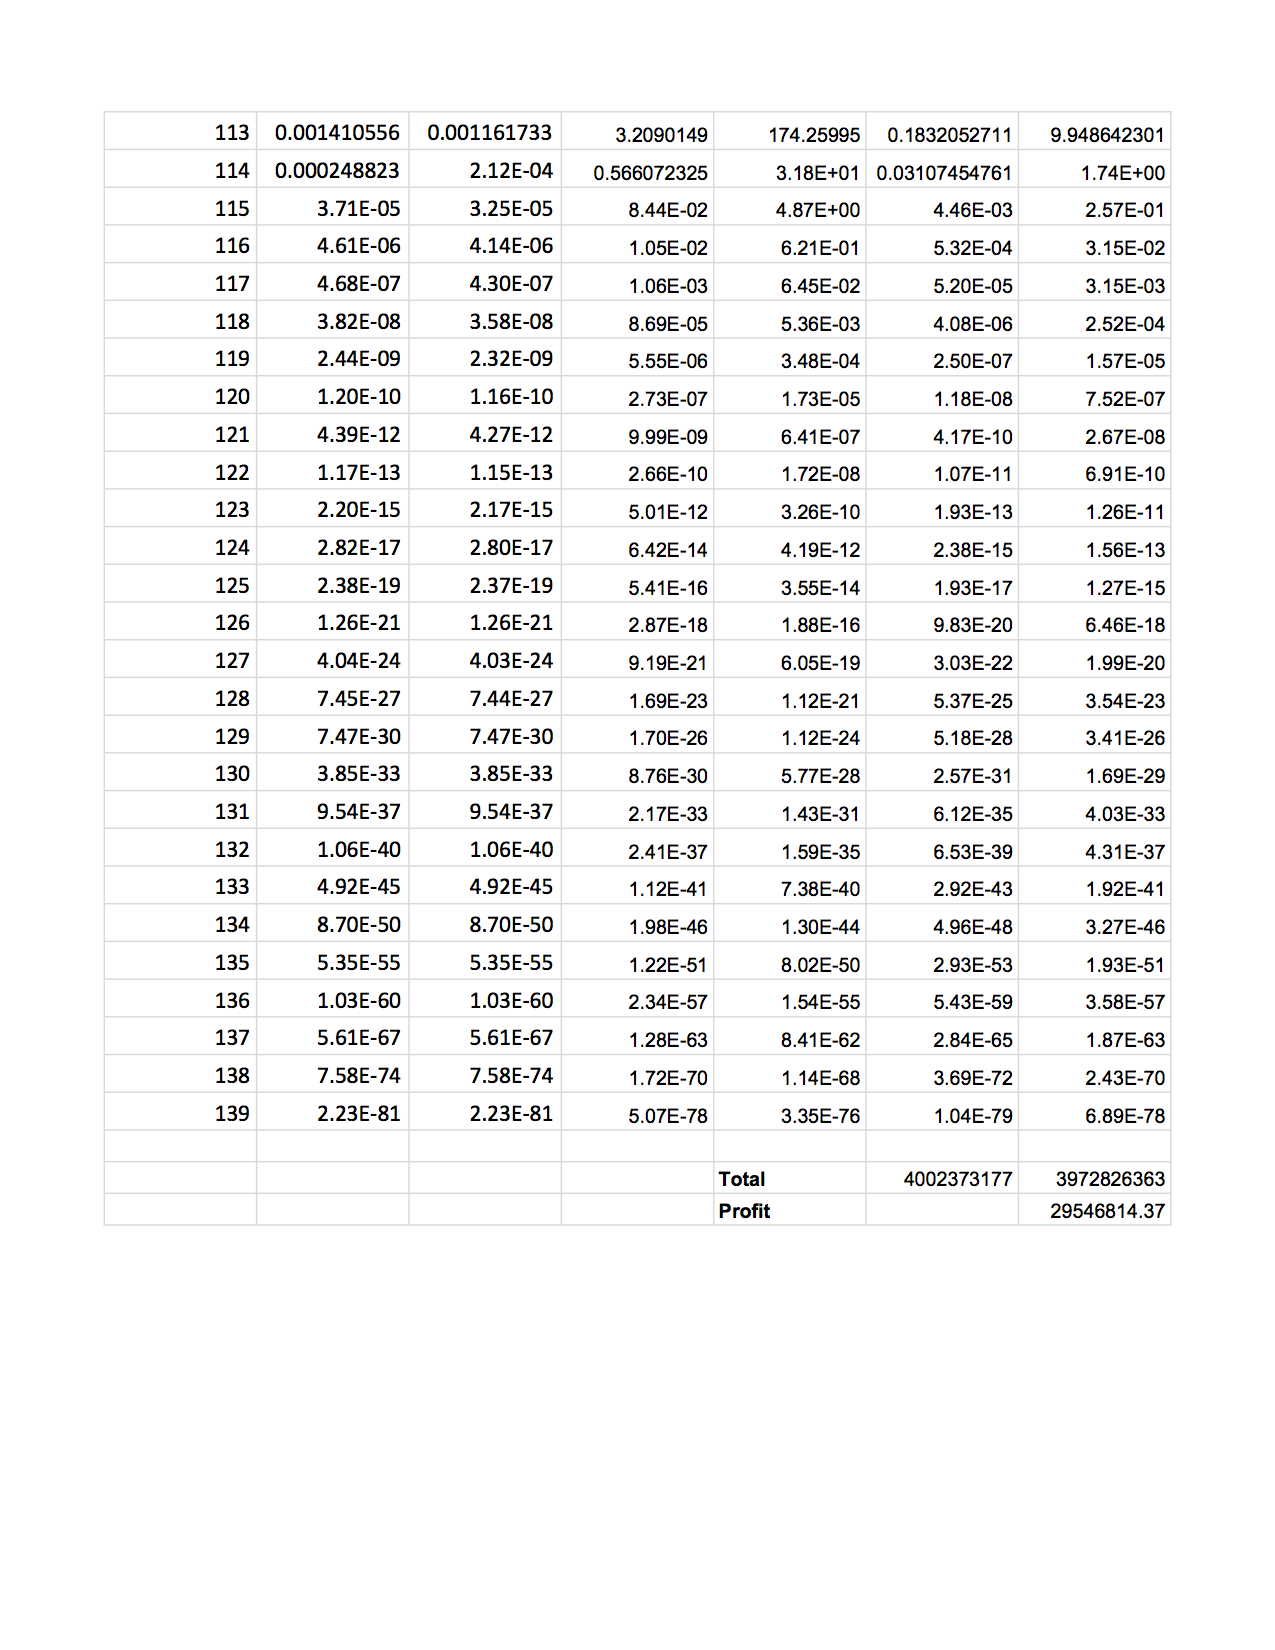 113 0.001410556 0.001161733 3.2090149 174.25995 0.1832052711 9.948642301
114 0.000248823 2.12E-04 0.566072325 3.18E+01 0.03107454761 1.74E+00
115 3.71E-05 3.25E-05 8.44E-02 4.87E+00 4.46E-03 2.57E-01
116 4.61E-06 4.14E-06 1.05E-02 6.21E-01 5.32E-04 3.15E-02
117 4.68E-07 4.30E-07 1.06E-03 6.45E-02 5.20E-05 3.15E-03
118 3.82E-08 3.58E-08 8.69E-05 5.36E-03 4.08E-06 2.52E-04
119 2.44E-09 2.32E-09 5.55E-06 3.48E-04 2.50E-07 1.57E-05
120 1.20E-10 1.16E-10 2.73E-07 1.73E-05 1.18E-08 7.52E-07
121 4.39E-12 4.27E-12 9.99E-09 6.41E-07 4.17E-10 2.67E-08
122 1.17E-13 1.15E-13 2.66E-10 1.72E-08 1.07E-11 6.91E-10
123 2.20E-15 2.17E-15 5.01E-12 3.26E-10 1.93E-13 1.26E-11
124 2.82E-17 2.80E-17 6.42E-14 4.19E-12 2.38E-15 1.56E-13
125 2.38E-19 2.37E-19 5.41E-16 3.55E-14 1.93E-17 1.27E-15
126 1.26E-21 1.26E-21 2.87E-18 1.88E-16 9.83E-20 6.46E-18
127 4.04E-24 4.03E-24 9.19E-21 6.05E-19 3.03E-22 1.99E-20
128 7.45E-27 7.44E-27 1.69E-23 1.12E-21 5.37E-25 3.54E-23
129 7.47E-30 7.47E-30 1.70E-26 1.12E-24 5.18E-28 3.41E-26
130 3.85E-33 3.85E-33 8.76E-30 5.77E-28 2.57E-31 1.69E-29
131 9.54E-37 9.54E-37 2.17E-33 1.43E-31 6.12E-35 4.03E-33
132 1.06E-40 1.06E-40 2.41E-37 1.59E-35 6.53E-39 4.31E-37
133 4.92E-45 4.92E-45 1.12E-41 7.38E-40 2.92E-43 1.92E-41
134 8.70E-50 8.70E-50 1.98E-46 1.30E-44 4.96E-48 3.27E-46
135 5.35E-55 5.35E-55 1.22E-51 8.02E-50 2.93E-53 1.93E-51
136 1.03E-60 1.03E-60 2.34E-57 1.54E-55 5.43E-59 3.58E-57
137 5.61E-67 5.61E-67 1.28E-63 8.41E-62 2.84E-65 1.87E-63
138 7.58E-74 7.58E-74 1.72E-70 1.14E-68 3.69E-72 2.43E-70
139 2.23E-81 2.23E-81 5.07E-78 3.35E-76 1.04E-79 6.89E-78
Total 4002373177 3972826363
Profit 29546814.37